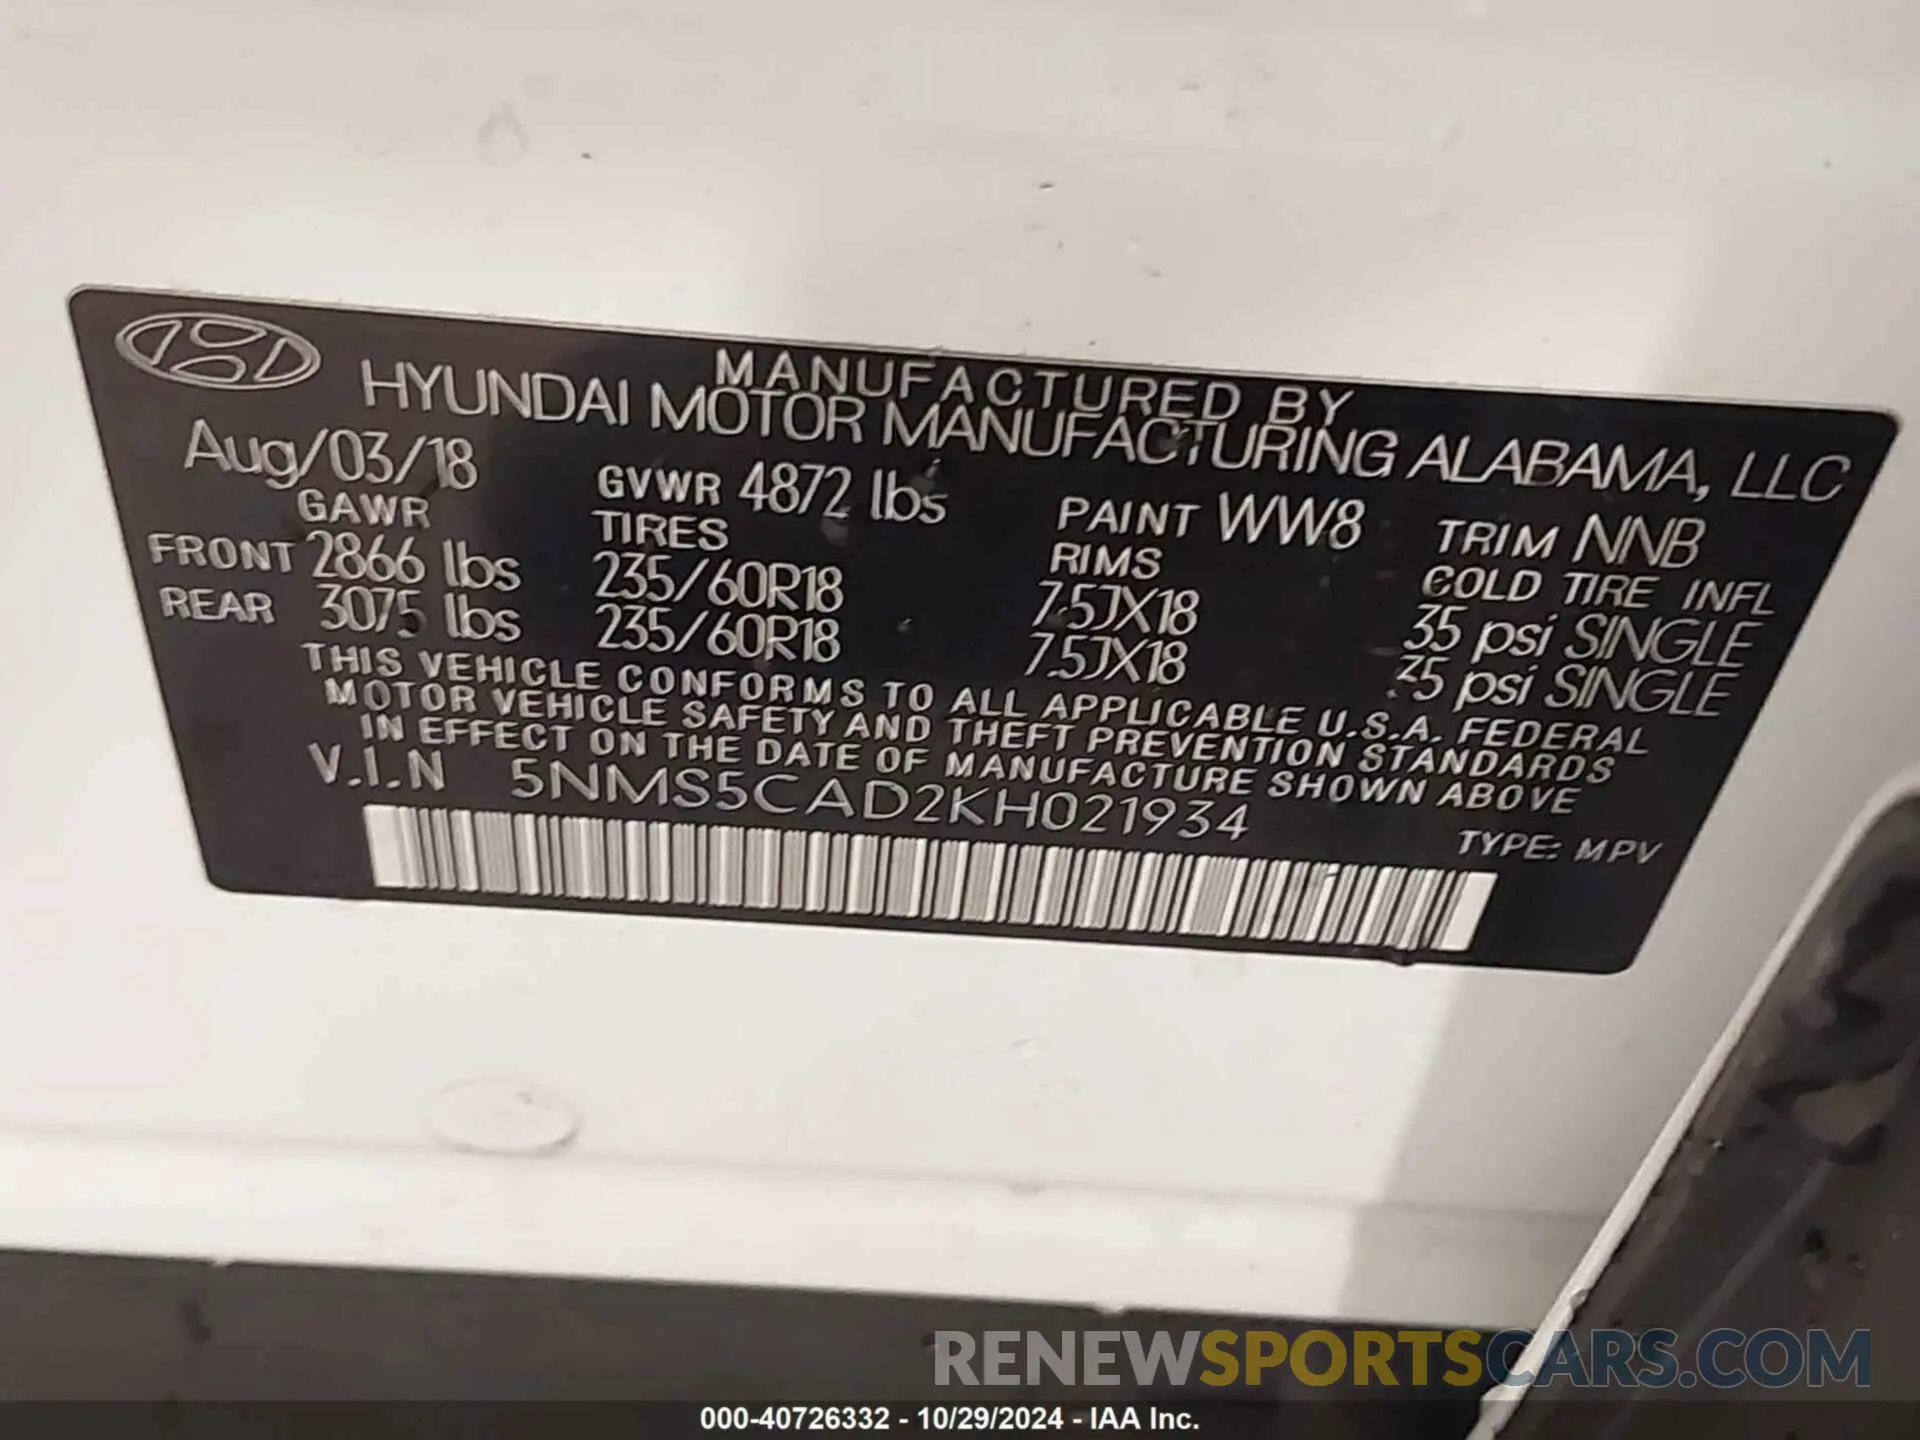 MANUFACTURED BY
HYUNDAI MOTOR MANUFACTURING ALABAMA, LLC
Aug/03/18 GVWR 4872 lbs PAINT WW8 TRIM NNB
GAWR TIRES RIMS COLD TIRE INFL
FRONT 2866 lbs 235/60R18 7.5JX18 35 psi SINGLE
REAR 3075 lbs 235/60R18 7.5JX18 35 psi SINGLE
THIS VEHICLE CONFORMS TO ALL APPLICABLE U.S.A. FEDERAL
MOTOR VEHICLE SAFETY AND THEFT PREVENTION STANDARDS
IN EFFECT ON THE DATE OF MANUFACTURE SHOWN ABOVE
V.I.N 5NMS5CAD2KH021934
TYPE: MPV
RENEWSPORTSCARS.COM
000-40726332 - 10/29/2024 - IAA Inc.